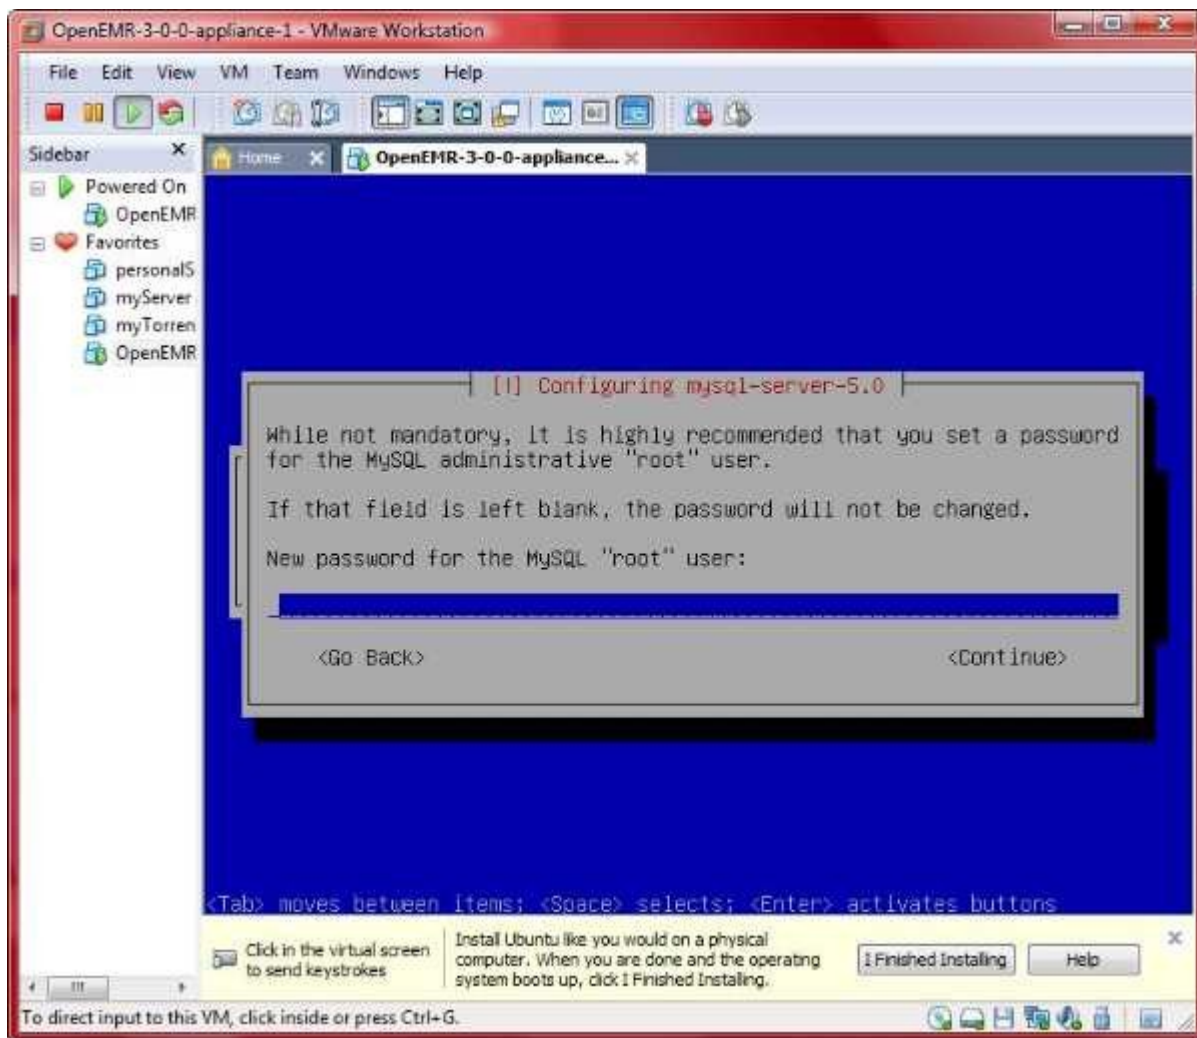 OpenEMR-3-0-0-appliance-1 - VMware Workstation
File Edit View VM Team Windows Help
Sidebar
Home
OpenEMR-3-0-0-appliance...
Powered On
OpenEMR
Favorites
personalS
myServer
myTorren
OpenEMR
[!] Configuring mysql-server-5.0
While not mandatory, it is highly recommended that you set a password
for the MySQL administrative "root" user.
If that field is left blank, the password will not be changed.
New password for the MySQL "root" user:
<Go Back> <Continue>
<Tab> moves between items; <Space> selects; <Enter> activates buttons
Click in the virtual screen
to send keystrokes
Install Ubuntu like you would on a physical
computer. When you are done and the operating
system boots up, click I Finished Installing.
I Finished Installing
Help
To direct input to this VM, click inside or press Ctrl+G.